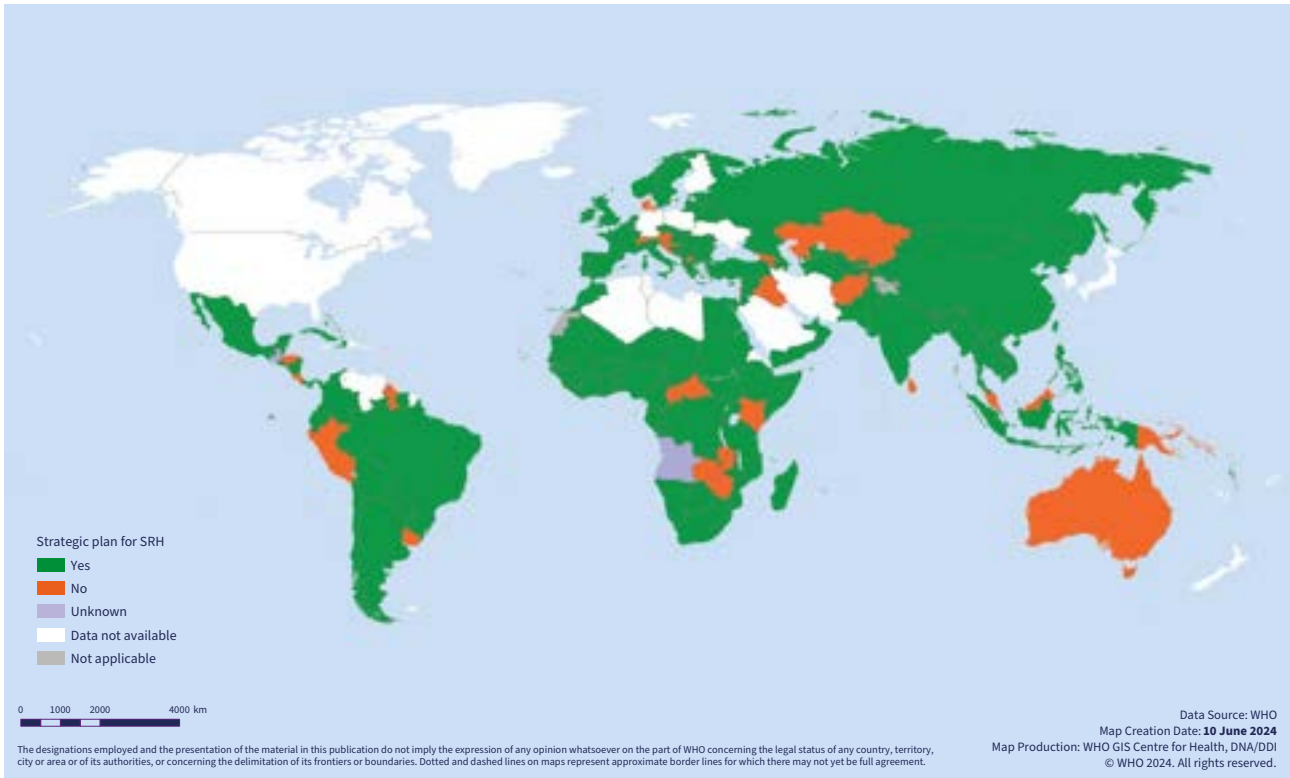 Strategic plan for SRH
Yes
No
Unknown
Data not available
Not applicable
0 1000 2000 4000 km
The designations employed and the presentation of the material in this publication do not imply the expression of any opinion whatsoever on the part of WHO concerning the legal status of any country, territory,
city or area or of its authorities, or concerning the delimitation of its frontiers or boundaries. Dotted and dashed lines on maps represent approximate border lines for which there may not yet be full agreement.
Data Source: WHO
Map Creation Date: 10 June 2024
Map Production: WHO GIS Centre for Health, DNA/DDI
© WHO 2024. All rights reserved.